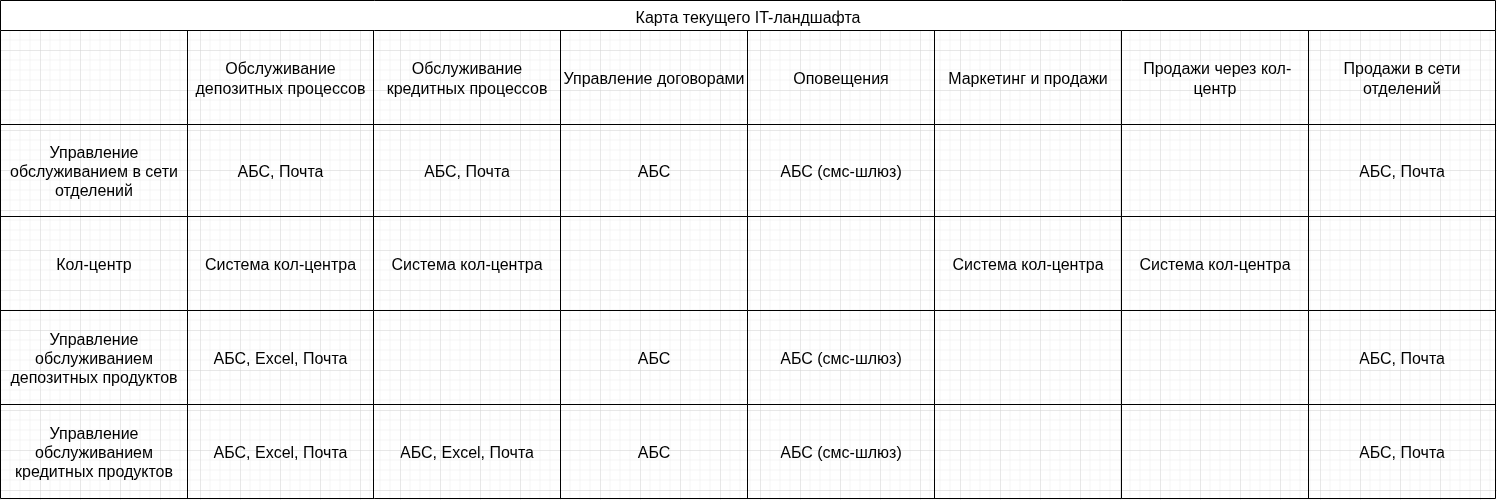 Карта текущего IT-ландшафта
Обслуживание
депозитных процессов
Обслуживание
кредитных процессов
Управление договорами
Оповещения
Маркетинг и продажи
Продажи через кол-
центр
Продажи в сети
отделений
Управление
обслуживанием в сети
отделений
АБС, Почта
АБС, Почта
АБС
АБС (смс-шлюз)
АБС, Почта
Кол-центр
Система кол-центра
Система кол-центра
Система кол-центра
Система кол-центра
Управление
обслуживанием
депозитных продуктов
АБС, Excel, Почта
АБС
АБС (смс-шлюз)
АБС, Почта
Управление
обслуживанием
кредитных продуктов
АБС, Excel, Почта
АБС, Excel, Почта
АБС
АБС (смс-шлюз)
АБС, Почта